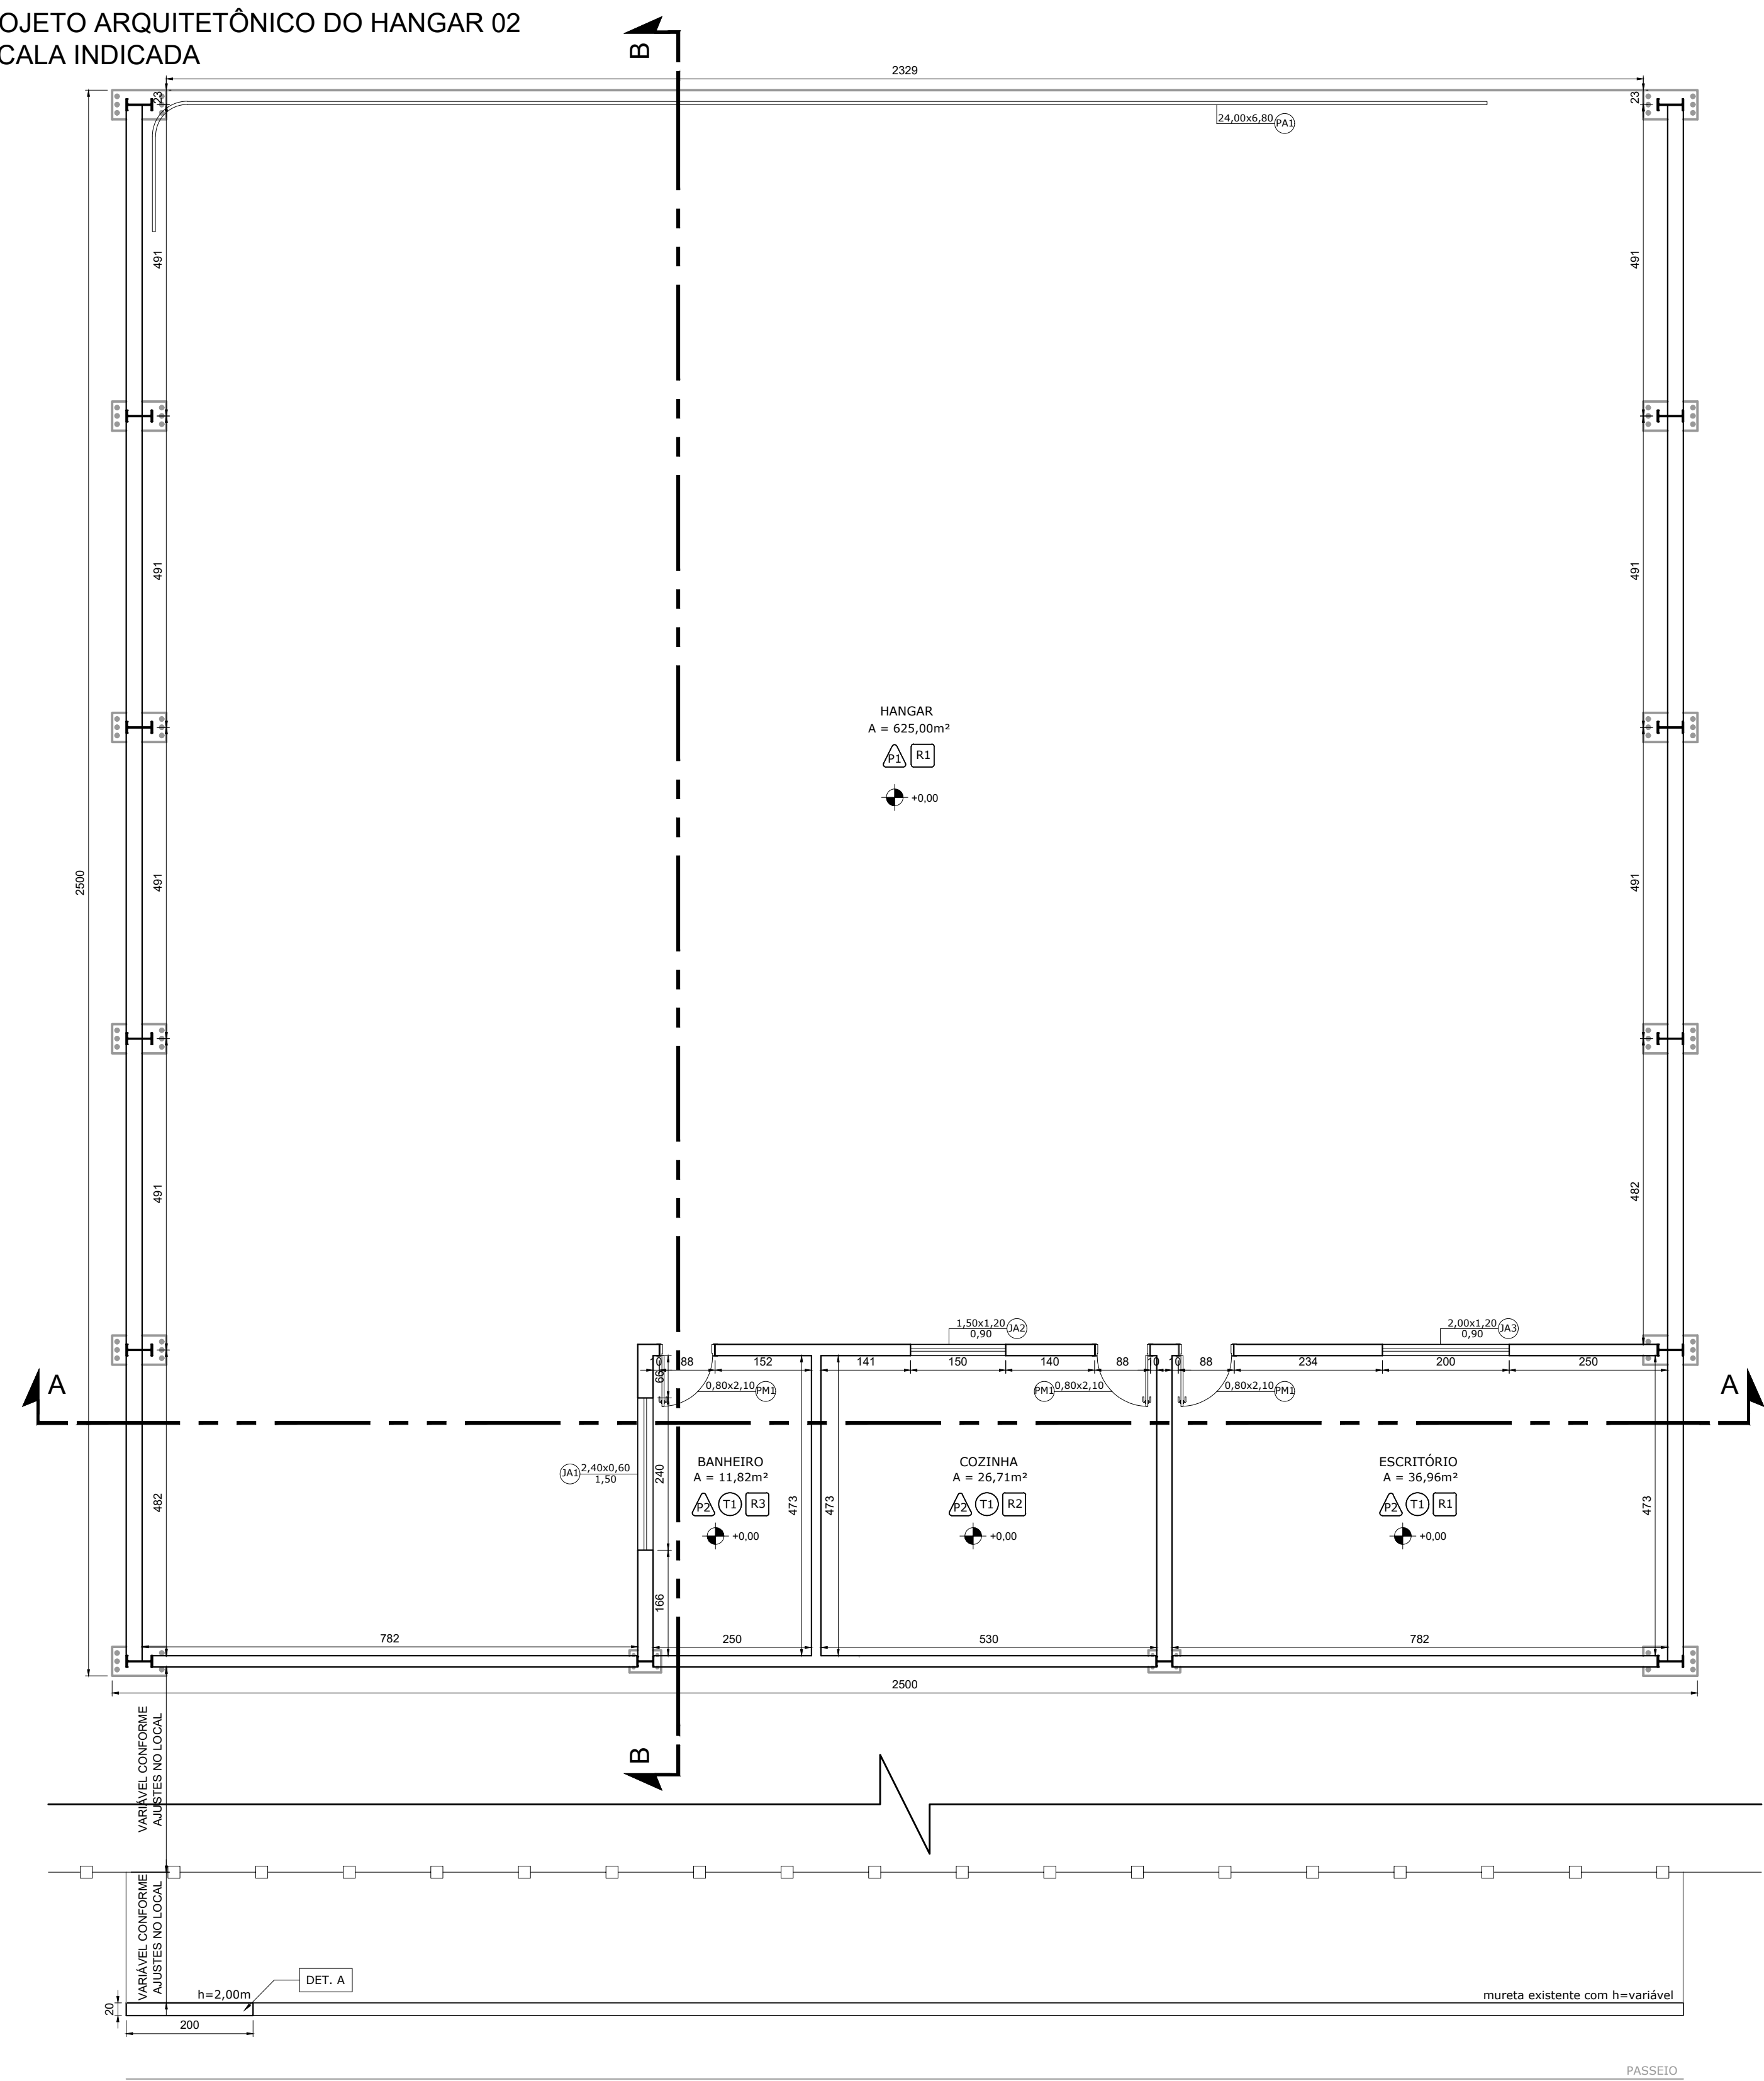 OJETO ARQUITETÔNICO DO HANGAR 02
CALA INDICADA
B
2329
23
23
24,00x6,80 PA1
491
491
491
491
2500
HANGAR
A = 625,00m²
P1 R1
+0,00
491
491
491
482
1,50x1,20 JA2
0,90
2,00x1,20 JA3
0,90
10 88 152 141 150 140 88 10 10 88 234 200 250
66
0,80x2,10 PM1
PM1 0,80x2,10
0,80x2,10 PM1
A
A
JA1 2,40x0,60
1,50
240
BANHEIRO
A = 11,82m²
P2 T1 R3
+0,00
473
473
COZINHA
A = 26,71m²
P2 T1 R2
+0,00
ESCRITÓRIO
A = 36,96m²
P2 T1 R1
+0,00
473
482
166
782 250 530 782
2500
VARIÁVEL CONFORME
AJUSTES NO LOCAL
B
VARIÁVEL CONFORME
AJUSTES NO LOCAL
h=2,00m
DET. A
mureta existente com h=variável
20
200
PASSEIO